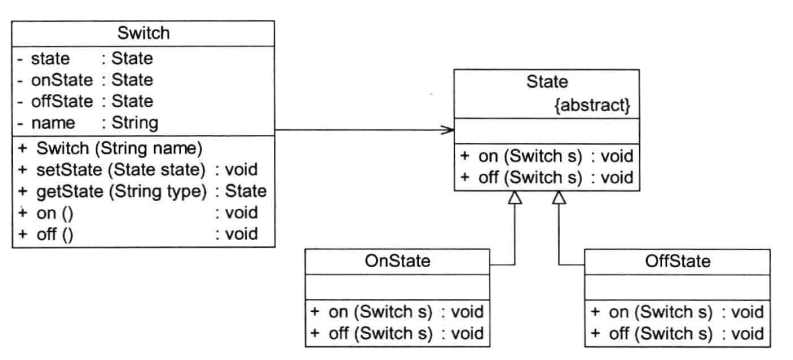 Switch
- state : State
- onState : State
- offState : State
- name : String
+ Switch (String name)
+ setState (State state) : void
+ getState (String type) : State
+ on () : void
+ off () : void
State
{abstract}
+ on (Switch s) : void
+ off (Switch s) : void
OnState
+ on (Switch s) : void
+ off (Switch s) : void
OffState
+ on (Switch s) : void
+ off (Switch s) : void